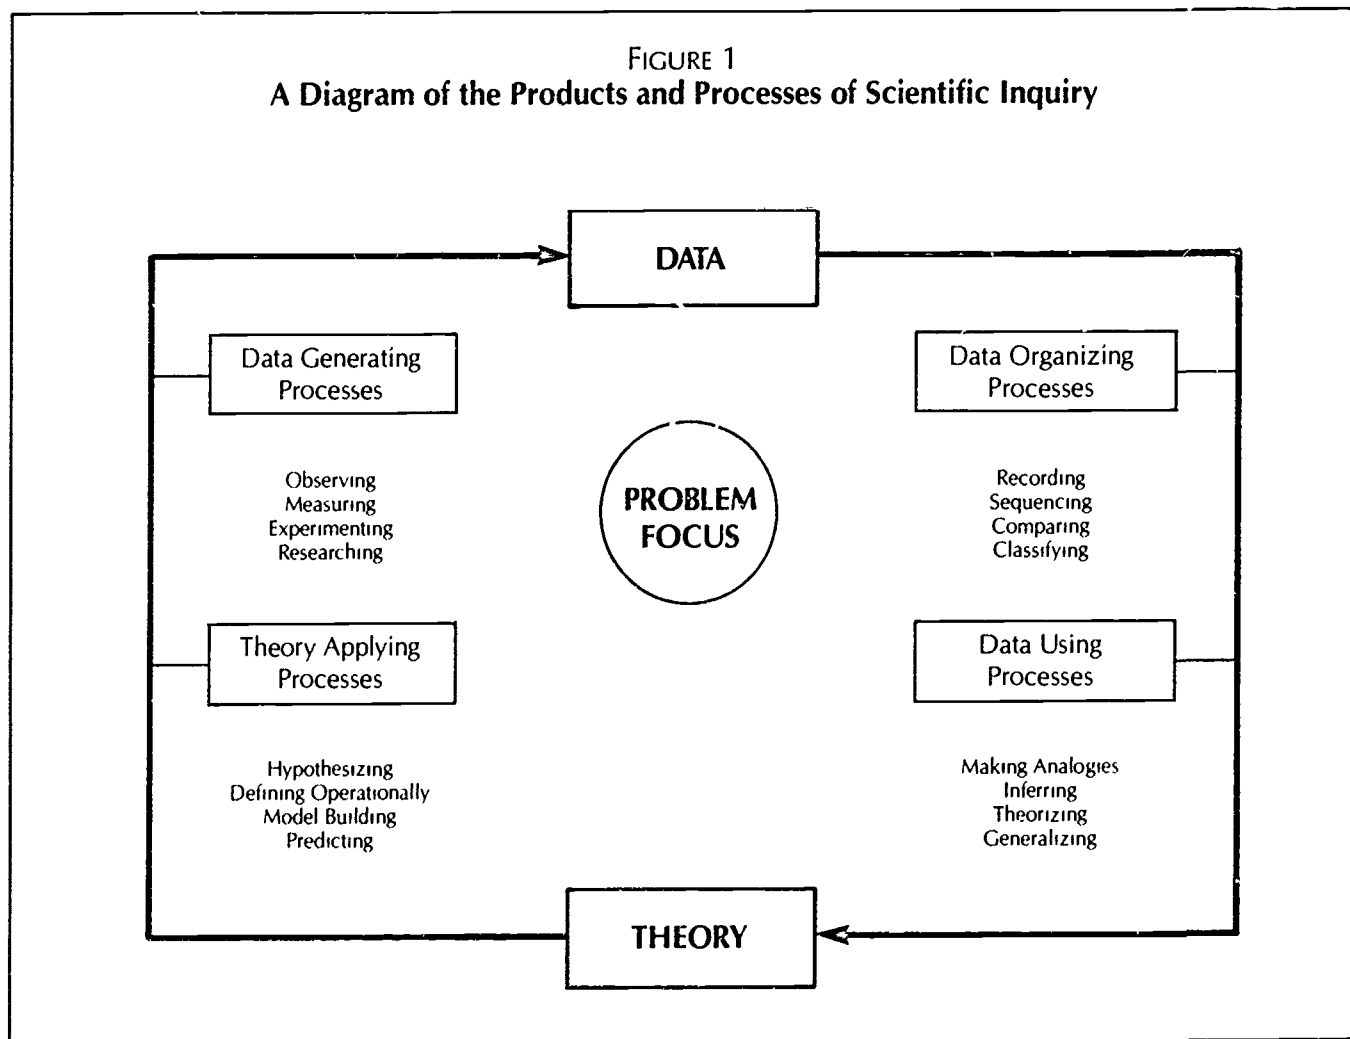 FIGURE 1
A Diagram of the Products and Processes of Scientific Inquiry
DATA
Data Generating
Processes
Observing
Measuring
Experimenting
Researching
Data Organizing
Processes
Recording
Sequencing
Comparing
Classifying
PROBLEM
FOCUS
Theory Applying
Processes
Hypothesizing
Defining Operationally
Model Building
Predicting
Data Using
Processes
Making Analogies
Inferring
Theorizing
Generalizing
THEORY